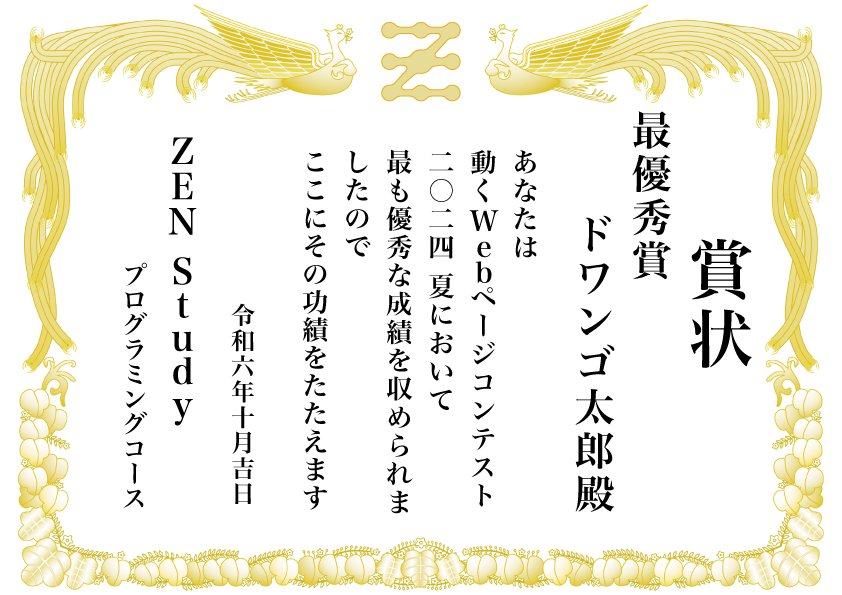 賞状
最優秀賞
ドワンゴ太郎殿
あなたは
動くWebページコンテスト
二〇二四 夏において
最も優秀な成績を収められま
したので
ここにその功績をたたえます
令和六年十月吉日
ZEN Study
プログラミングコース